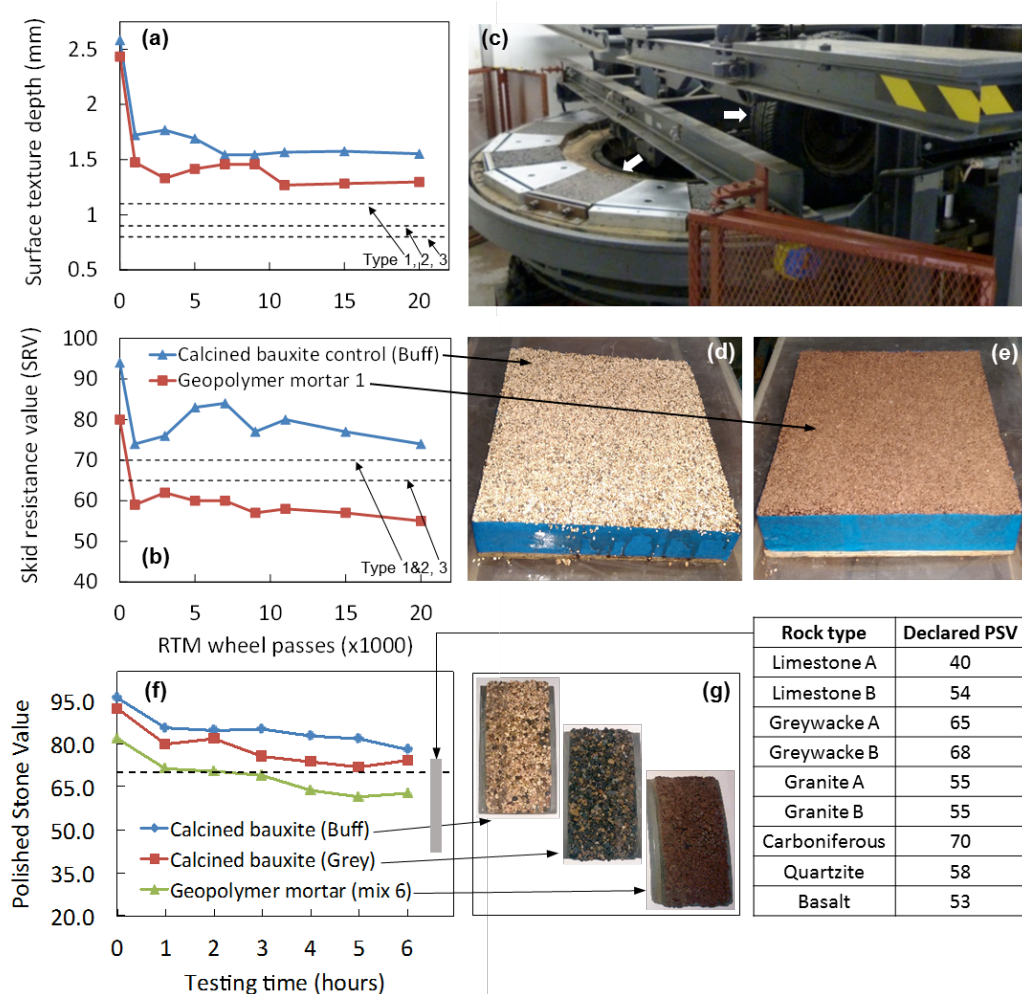 (a)
Surface texture depth (mm)
2.5
2
1.5
1
0.5
Type 1, 2, 3
0 5 10 15 20
(c)
(b)
Skid resistance value (SRV)
100
90
80
70
60
50
40
Calcined bauxite control (Buff)
Geopolymer mortar 1
Type 1&2, 3
0 5 10 15 20
RTM wheel passes (x1000)
(d)
(e)
(f)
Polished Stone Value
95.0
80.0
65.0
50.0
35.0
20.0
Calcined bauxite (Buff)
Calcined bauxite (Grey)
Geopolymer mortar (mix 6)
0 1 2 3 4 5 6
Testing time (hours)
(g)
Rock type Declared PSV
Limestone A 40
Limestone B 54
Greywacke A 65
Greywacke B 68
Granite A 55
Granite B 55
Carboniferous 70
Quartzite 58
Basalt 53